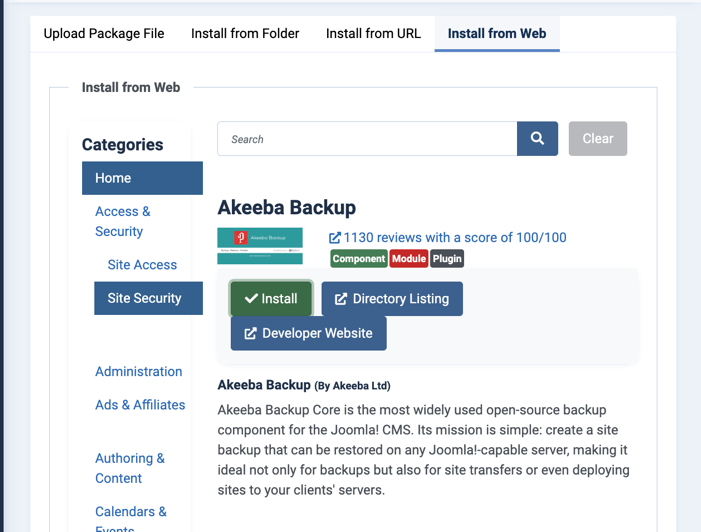 Upload Package File
Install from Folder
Install from URL
Install from Web
Install from Web
Categories
Home
Access &
Security
Site Access
Site Security
Administration
Ads & Affiliates
Authoring &
Content
Calendars &
Events
Search
Clear
Akeeba Backup
Akeeba Backup
1130 reviews with a score of 100/100
Component Module Plugin
Install
Directory Listing
Developer Website
Akeeba Backup (By Akeeba Ltd)
Akeeba Backup Core is the most widely used open-source backup
component for the Joomla! CMS. Its mission is simple: create a site
backup that can be restored on any Joomla!-capable server, making it
ideal not only for backups but also for site transfers or even deploying
sites to your clients' servers.